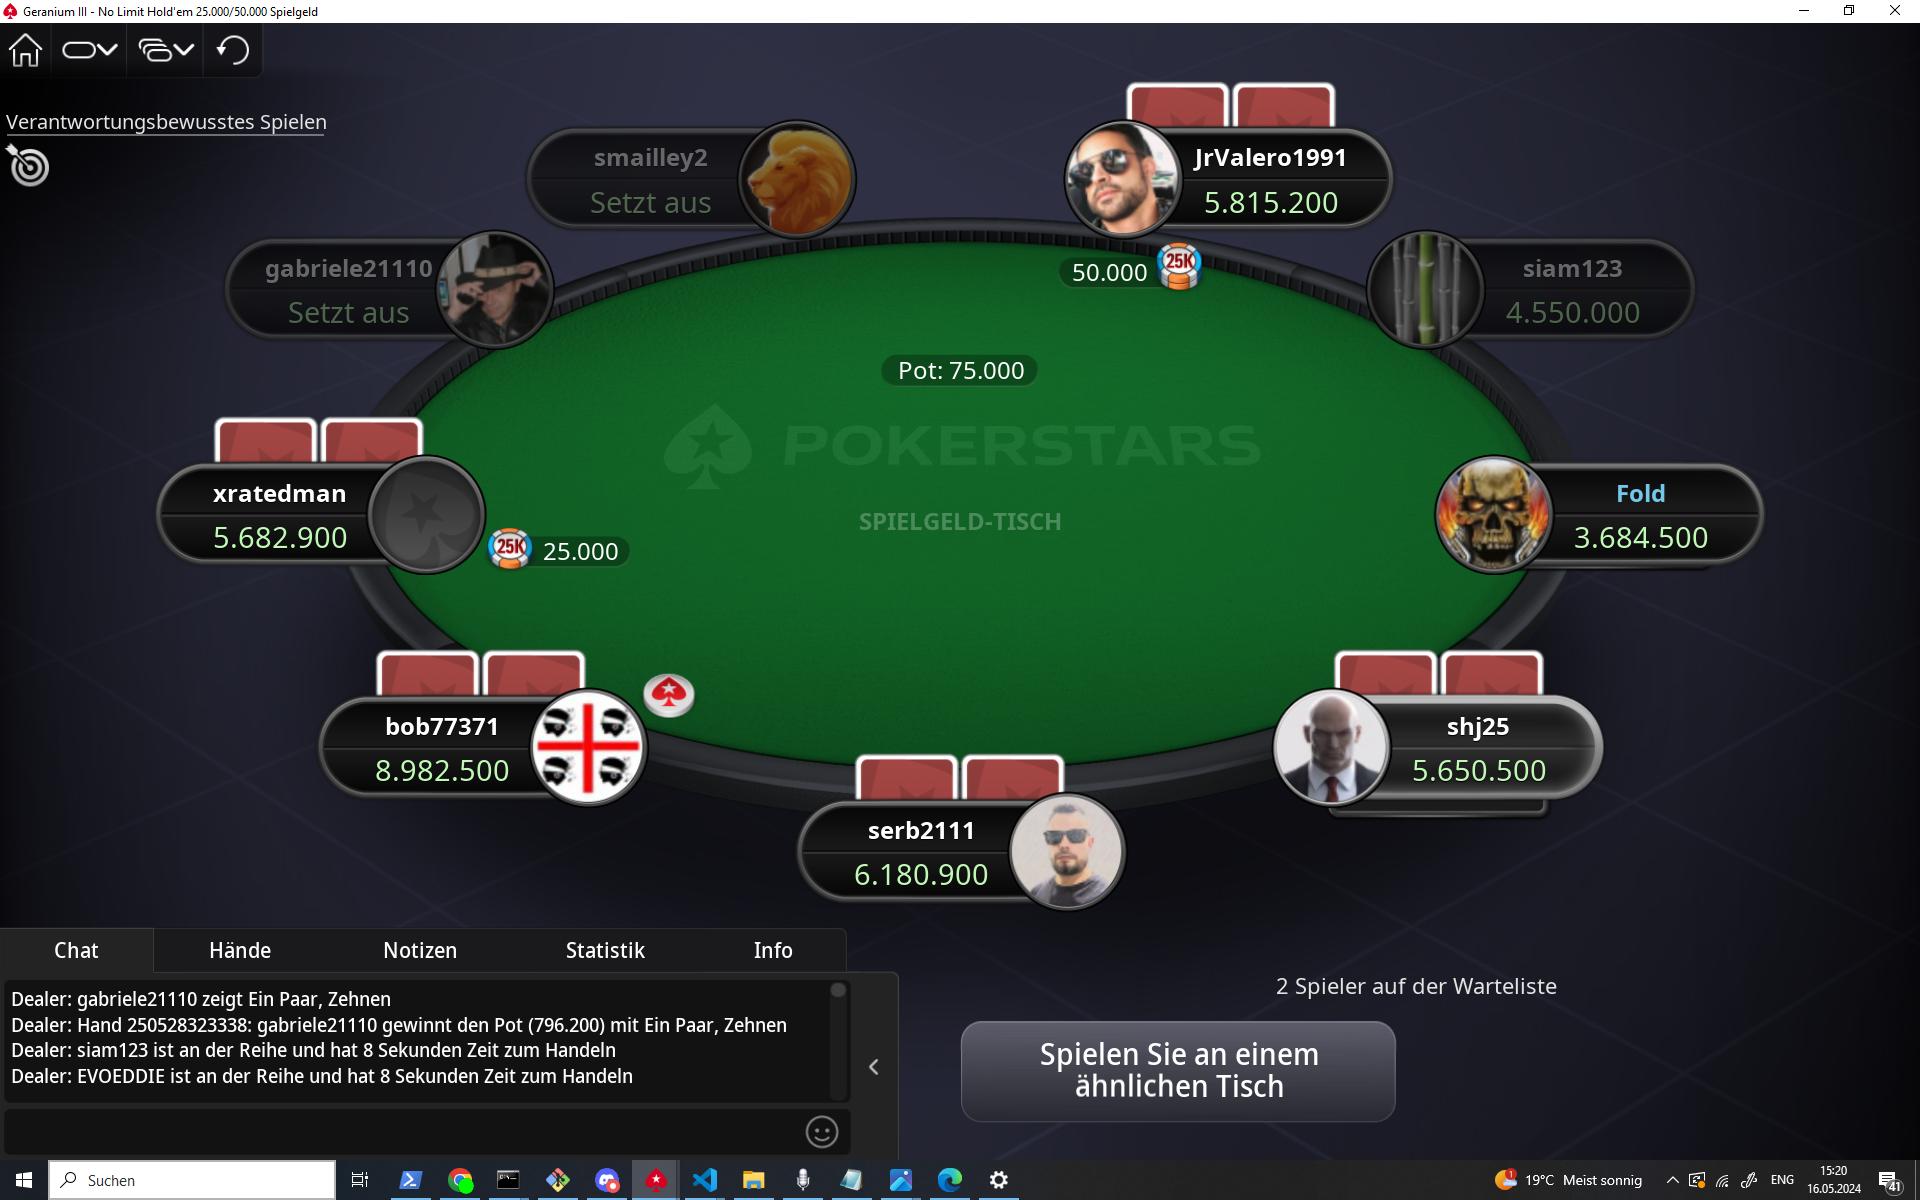 Geranium III - No Limit Hold'em 25.000/50.000 Spielgeld
Verantwortungsbewusstes Spielen
smailley2
Setzt aus
JrValero1991
5.815.200
gabriele21110
Setzt aus
50.000
25K
siam123
4.550.000
Pot: 75.000
POKERSTARS
SPIELGELD-TISCH
xratedman
5.682.900
25K
25.000
Fold
3.684.500
bob77371
8.982.500
shj25
5.650.500
serb2111
6.180.900
Chat Hände Notizen Statistik Info
Dealer: gabriele21110 zeigt Ein Paar, Zehnen
Dealer: Hand 250528323338: gabriele21110 gewinnt den Pot (796.200) mit Ein Paar, Zehnen
Dealer: siam123 ist an der Reihe und hat 8 Sekunden Zeit zum Handeln
Dealer: EVOEDDIE ist an der Reihe und hat 8 Sekunden Zeit zum Handeln
2 Spieler auf der Warteliste
Spielen Sie an einem
ähnlichen Tisch
Suchen
1
19°C Meist sonnig
ENG
15:20
16.05.2024
41